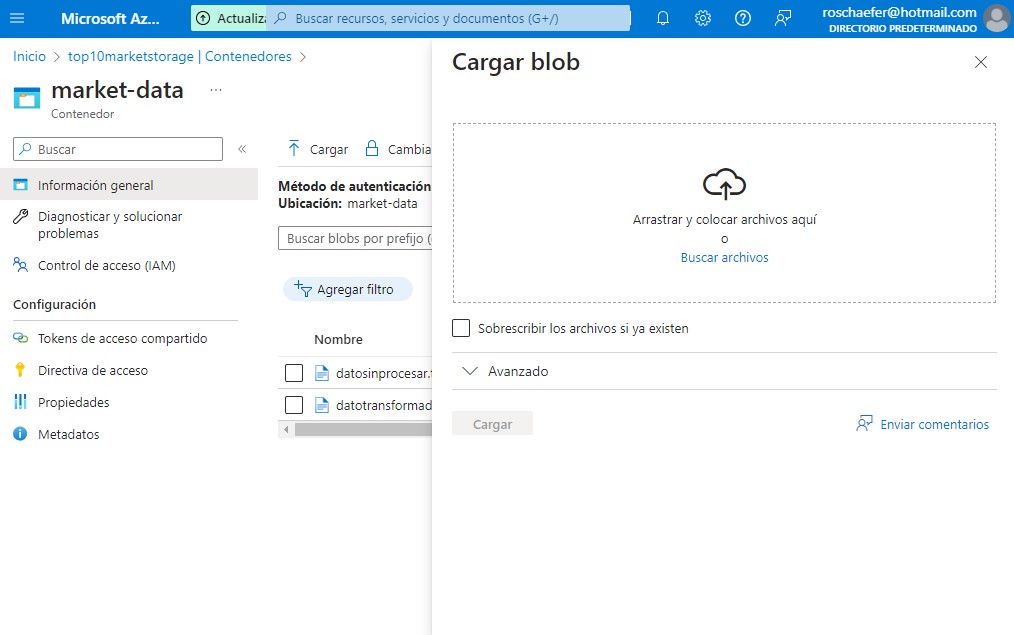 Microsoft Az...
Actualiza
Buscar recursos, servicios y documentos (G+/)
roschaefer@hotmail.com
DIRECTORIO PREDETERMINADO
Inicio > top10marketstorage | Contenedores >
market-data ...
Contenedor
Buscar
«
Información general
Diagnosticar y solucionar
problemas
Control de acceso (IAM)
Configuración
Tokens de acceso compartido
Directiva de acceso
Propiedades
Metadatos
Cargar
Cambia
Método de autenticación
Ubicación: market-data
Buscar blobs por prefijo (
Agregar filtro
Nombre
datosinprocesar.
datotransformad
Cargar blob
Arrastrar y colocar archivos aquí
o
Buscar archivos
Sobrescribir los archivos si ya existen
Avanzado
Cargar
Enviar comentarios